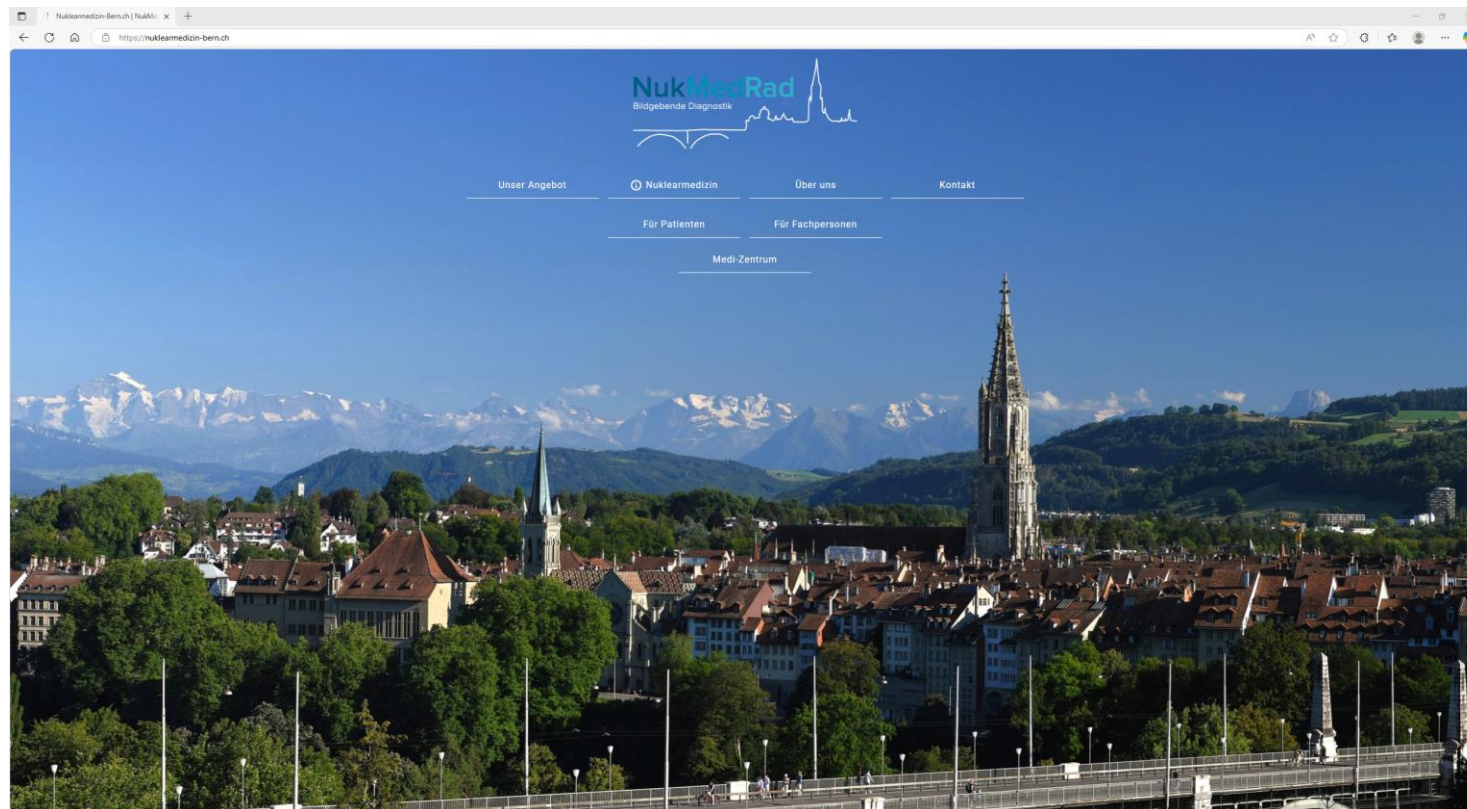 Nuklearmedizin-Bern.ch | NukMe
https://nuklearmedizin-bern.ch
NukMedRad
Bildgebende Diagnostik
Unser Angebot
Nuklearmedizin
Über uns
Kontakt
Für Patienten
Für Fachpersonen
Medi-Zentrum